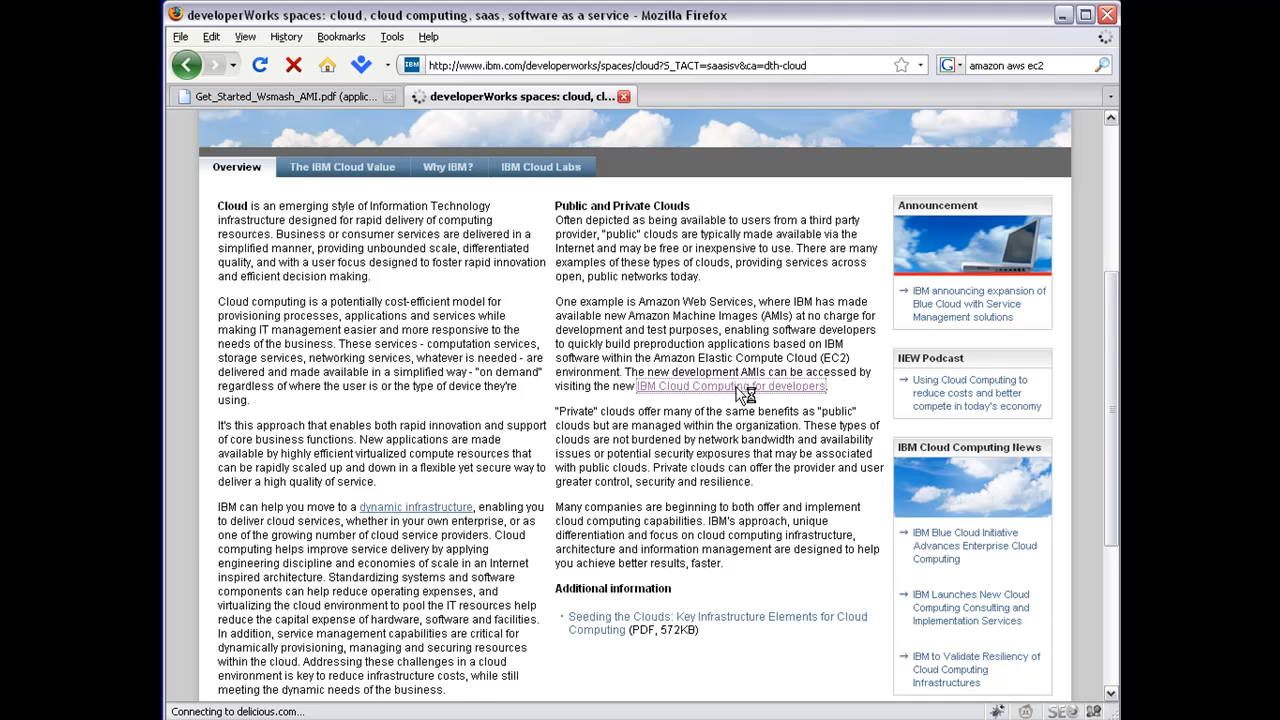 developerWorks spaces: cloud, cloud computing, saas, software as a service - Mozilla Firefox
File Edit View History Bookmarks Tools Help
IBM http://www.ibm.com/developerworks/spaces/cloud?S_TACT=saasisv&ca=dth-cloud G amazon aws ec2
Get_Started_Wsmash_AMI.pdf (applic... developerWorks spaces: cloud, cl...
Overview The IBM Cloud Value Why IBM? IBM Cloud Labs
Cloud is an emerging style of Information Technology
infrastructure designed for rapid delivery of computing
resources. Business or consumer services are delivered in a
simplified manner, providing unbounded scale, differentiated
quality, and with a user focus designed to foster rapid innovation
and efficient decision making.
Cloud computing is a potentially cost-efficient model for
provisioning processes, applications and services while
making IT management easier and more responsive to the
needs of the business. These services - computation services,
storage services, networking services, whatever is needed - are
delivered and made available in a simplified way - "on demand"
regardless of where the user is or the type of device they're
using.
It's this approach that enables both rapid innovation and support
of core business functions. New applications are made
available by highly efficient virtualized compute resources that
can be rapidly scaled up and down in a flexible yet secure way to
deliver a high quality of service.
IBM can help you move to a dynamic infrastructure, enabling you
to deliver cloud services, whether in your own enterprise, or as
one of the growing number of cloud service providers. Cloud
computing helps improve service delivery by applying
engineering discipline and economies of scale in an Internet
inspired architecture. Standardizing systems and software
components can help reduce operating expenses, and
virtualizing the cloud environment to pool the IT resources help
reduce the capital expense of hardware, software and facilities.
In addition, service management capabilities are critical for
dynamically provisioning, managing and securing resources
within the cloud. Addressing these challenges in a cloud
environment is key to reduce infrastructure costs, while still
meeting the dynamic needs of the business.
Public and Private Clouds
Often depicted as being available to users from a third party
provider, "public" clouds are typically made available via the
Internet and may be free or inexpensive to use. There are many
examples of these types of clouds, providing services across
open, public networks today.
One example is Amazon Web Services, where IBM has made
available new Amazon Machine Images (AMIs) at no charge for
development and test purposes, enabling software developers
to quickly build preproduction applications based on IBM
software within the Amazon Elastic Compute Cloud (EC2)
environment. The new development AMIs can be accessed by
visiting the new IBM Cloud Computing for developers.
"Private" clouds offer many of the same benefits as "public"
clouds but are managed within the organization. These types of
clouds are not burdened by network bandwidth and availability
issues or potential security exposures that may be associated
with public clouds. Private clouds can offer the provider and user
greater control, security and resilience.
Many companies are beginning to both offer and implement
cloud computing capabilities. IBM's approach, unique
differentiation and focus on cloud computing infrastructure,
architecture and information management are designed to help
you achieve better results, faster.
Additional information
· Seeding the Clouds: Key Infrastructure Elements for Cloud
Computing (PDF, 572KB)
Announcement
IBM announcing expansion of
Blue Cloud with Service
Management solutions
NEW Podcast
Using Cloud Computing to
reduce costs and better
compete in today's economy
IBM Cloud Computing News
IBM Blue Cloud Initiative
Advances Enterprise Cloud
Computing
IBM Launches New Cloud
Computing Consulting and
Implementation Services
IBM to Validate Resiliency of
Cloud Computing
Infrastructures
Connecting to delicious.com...